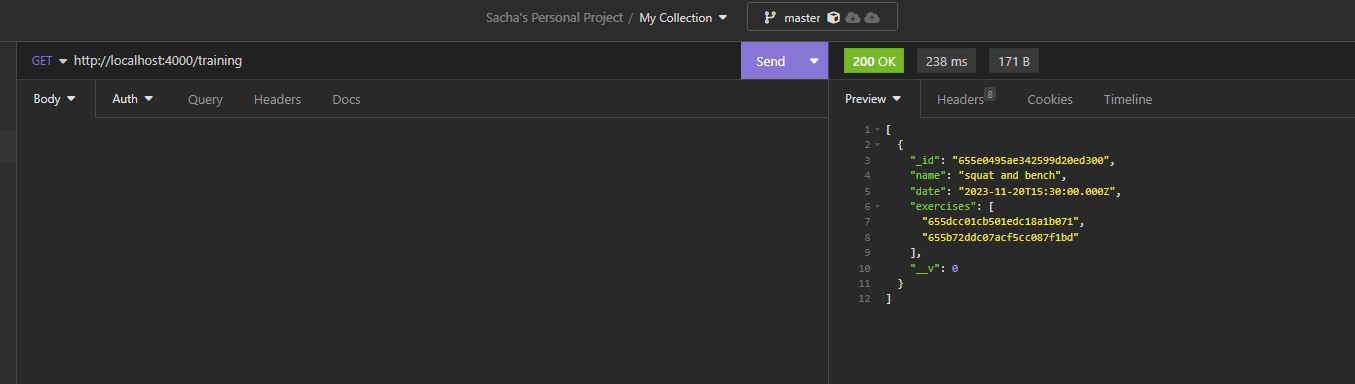 Sacha's Personal Project / My Collection master
GET http://localhost:4000/training Send 200 OK 238 ms 171 B
Body Auth Query Headers Docs Preview Headers 8 Cookies Timeline
1 [
2 {
3 "_id": "655e0495ae342599d20ed300",
4 "name": "squat and bench",
5 "date": "2023-11-20T15:30:00.000Z",
6 "exercises": [
7 "655dcc01cb501edc18a1b071",
8 "655b72ddc07acf5cc087f1bd"
9 ],
10 "__v": 0
11 }
12 ]